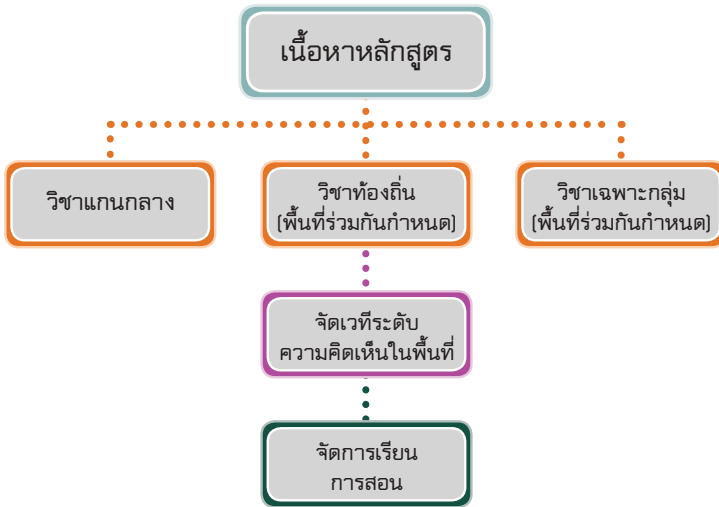 เนื้อหาหลักสูตร
วิชาแกนกลาง
วิชาท้องถิ่น
(พื้นที่ร่วมกันกำหนด)
วิชาเฉพาะกลุ่ม
(พื้นที่ร่วมกันกำหนด)
จัดเวทีระดับ
ความคิดเห็นในพื้นที่
จัดการเรียน
การสอน